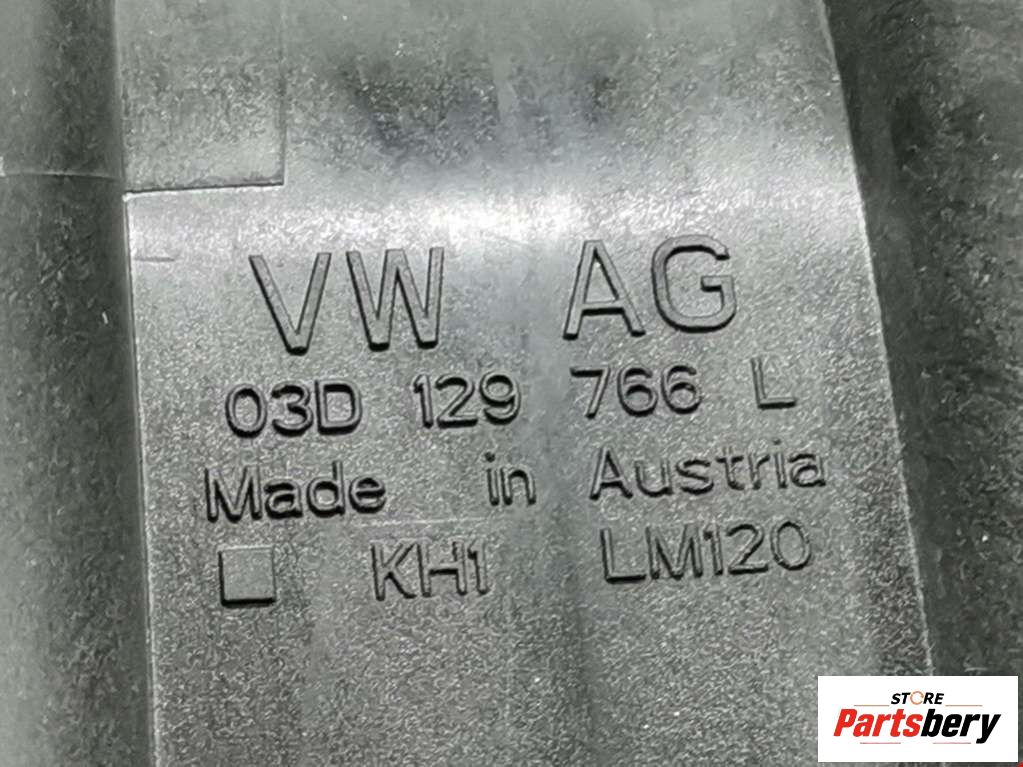 VW AG
03D 129 766 L
Made in Austria
KH1 LM120
STORE
Partsbery